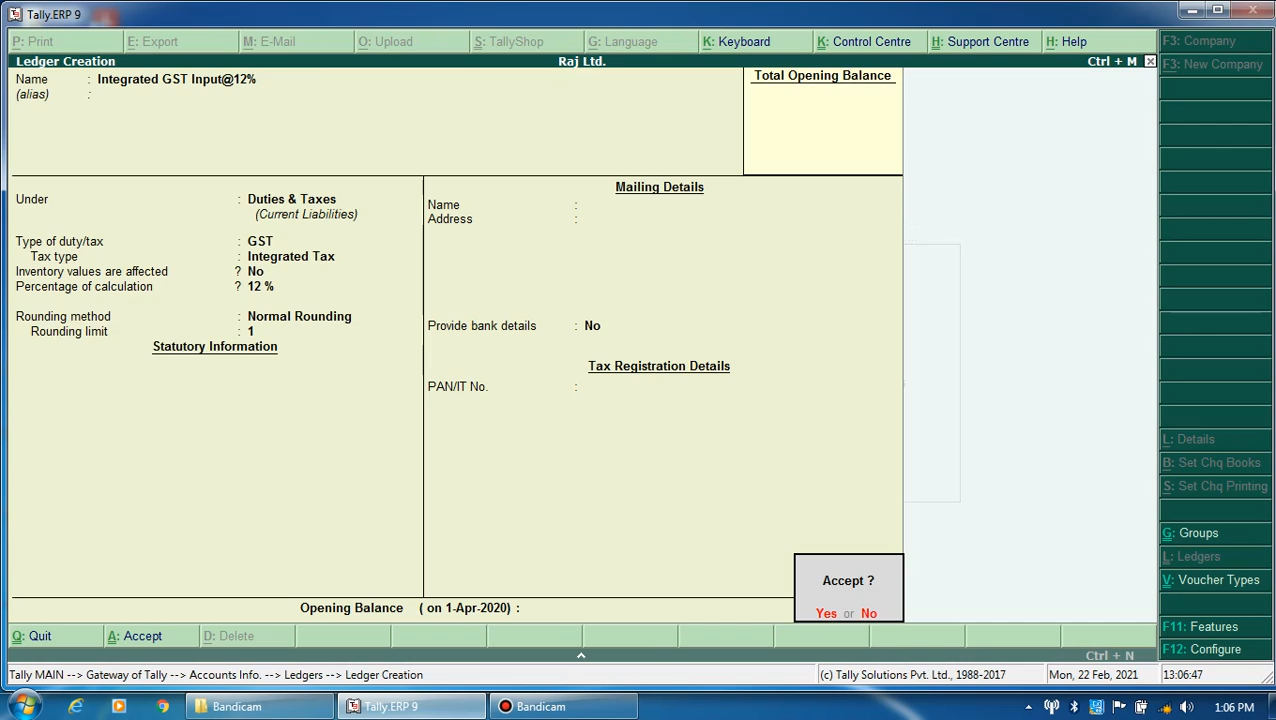 Tally.ERP 9
P: Print
E: Export
M: E-Mail
O: Upload
S: TallyShop
G: Language
K: Keyboard
K: Control Centre
H: Support Centre
H: Help
F3: Company
F3: New Company
Ledger Creation
Raj Ltd.
Ctrl + M
Name : Integrated GST Input@12%
(alias) :
Total Opening Balance
Under : Duties & Taxes
(Current Liabilities)
Type of duty/tax : GST
Tax type : Integrated Tax
Inventory values are affected ? No
Percentage of calculation ? 12 %
Rounding method : Normal Rounding
Rounding limit : 1
Statutory Information
Mailing Details
Name :
Address :
Provide bank details : No
Tax Registration Details
PAN/IT No. :
Opening Balance ( on 1-Apr-2020) :
Accept ?
Yes or No
L: Details
B: Set Chq Books
S: Set Chq Printing
G: Groups
L: Ledgers
V: Voucher Types
F11: Features
F12: Configure
Q: Quit
A: Accept
D: Delete
Ctrl + N
Tally MAIN --> Gateway of Tally --> Accounts Info. --> Ledgers --> Ledger Creation
(c) Tally Solutions Pvt. Ltd., 1988-2017
Mon, 22 Feb, 2021
13:06:47
Bandicam
Tally.ERP 9
Bandicam
1:06 PM